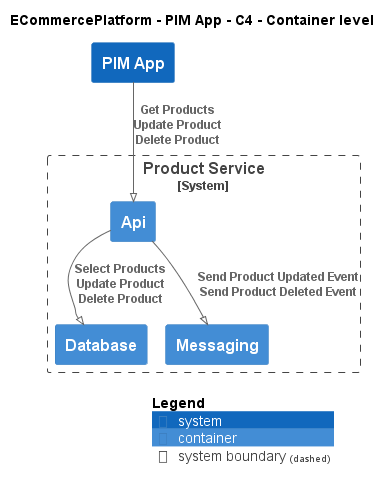 ECommercePlatform - PIM App - C4 - Container level
PIM App
Get Products
Update Product
Delete Product
Product Service
[System]
Api
Select Products
Update Product
Delete Product
Send Product Updated Event
Send Product Deleted Event
Database
Messaging
Legend
system
container
system boundary (dashed)